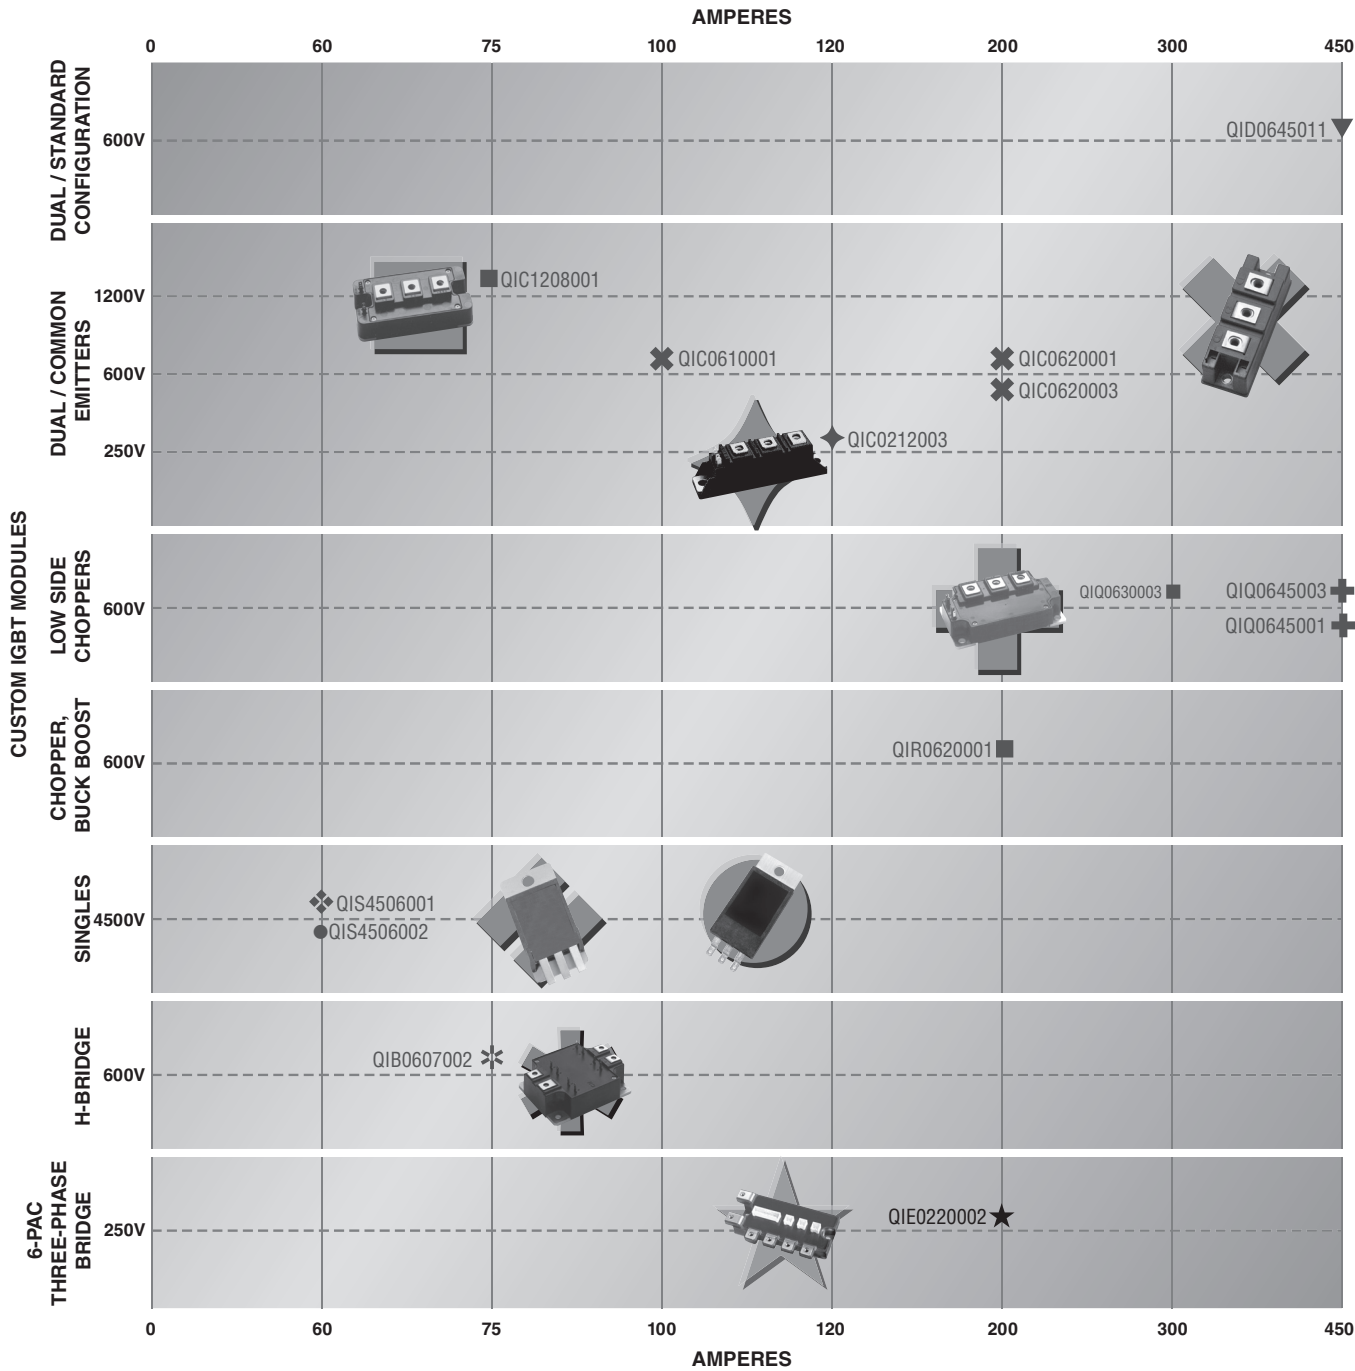 AMPERES
0 60 75 100 120 200 300 450
CUSTOM IGBT MODULES
DUAL / STANDARD
CONFIGURATION
600V
QID0645011
DUAL / COMMON
EMITTERS
1200V
QIC1208001
600V
QIC0610001
QIC0620001
QIC0620003
250V
QIC0212003
LOW SIDE
CHOPPERS
600V
QIQ0630003
QIQ0645003
QIQ0645001
CHOPPER,
BUCK BOOST
600V
QIR0620001
SINGLES
4500V
QIS4506001
QIS4506002
H-BRIDGE
600V
QIB0607002
6-PAC
THREE-PHASE
BRIDGE
250V
QIE0220002
0 60 75 100 120 200 300 450
AMPERES